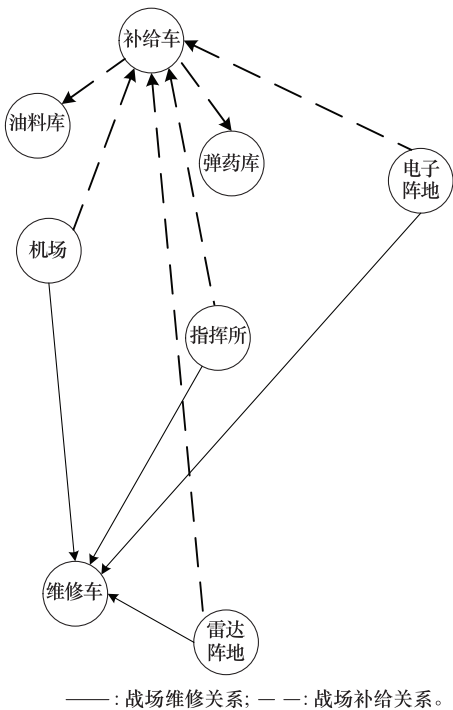 补给车
油料库
弹药库
电子
阵地
机场
指挥所
维修车
雷达
阵地
——: 战场维修关系; — —: 战场补给关系。